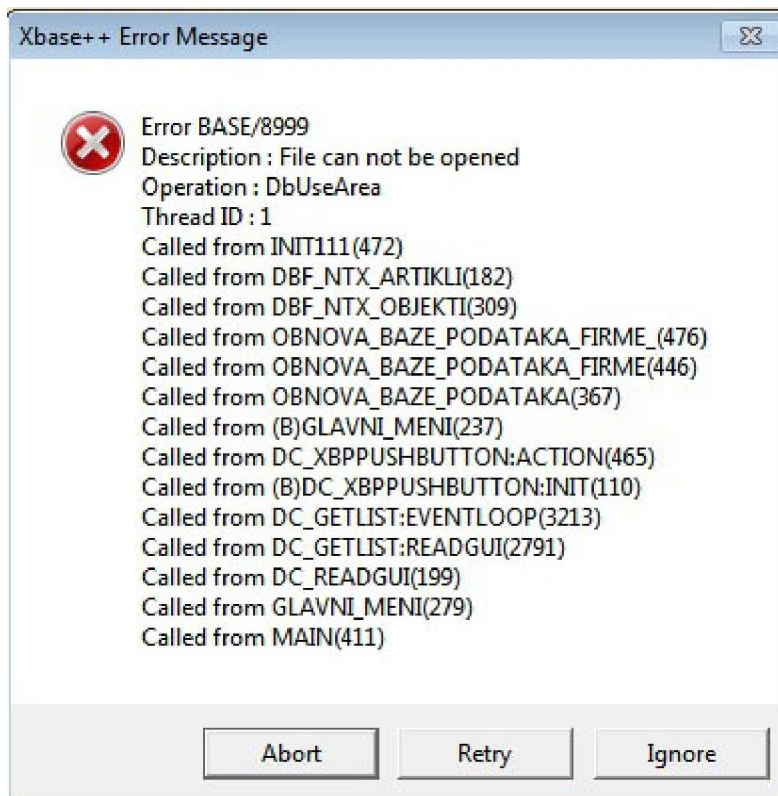 Xbase++ Error Message
Error BASE/8999
Description : File can not be opened
Operation : DbUseArea
Thread ID : 1
Called from INIT111(472)
Called from DBF_NTX_ARTIKLI(182)
Called from DBF_NTX_OBJEKTI(309)
Called from OBNOVA_BAZE_PODATAKA_FIRME_(476)
Called from OBNOVA_BAZE_PODATAKA_FIRME(446)
Called from OBNOVA_BAZE_PODATAKA(367)
Called from (B)GLAVNI_MENI(237)
Called from DC_XBPPUSHBUTTON:ACTION(465)
Called from (B)DC_XBPPUSHBUTTON:INIT(110)
Called from DC_GETLIST:EVENTLOOP(3213)
Called from DC_GETLIST:READGUI(2791)
Called from DC_READGUI(199)
Called from GLAVNI_MENI(279)
Called from MAIN(411)
Abort Retry Ignore